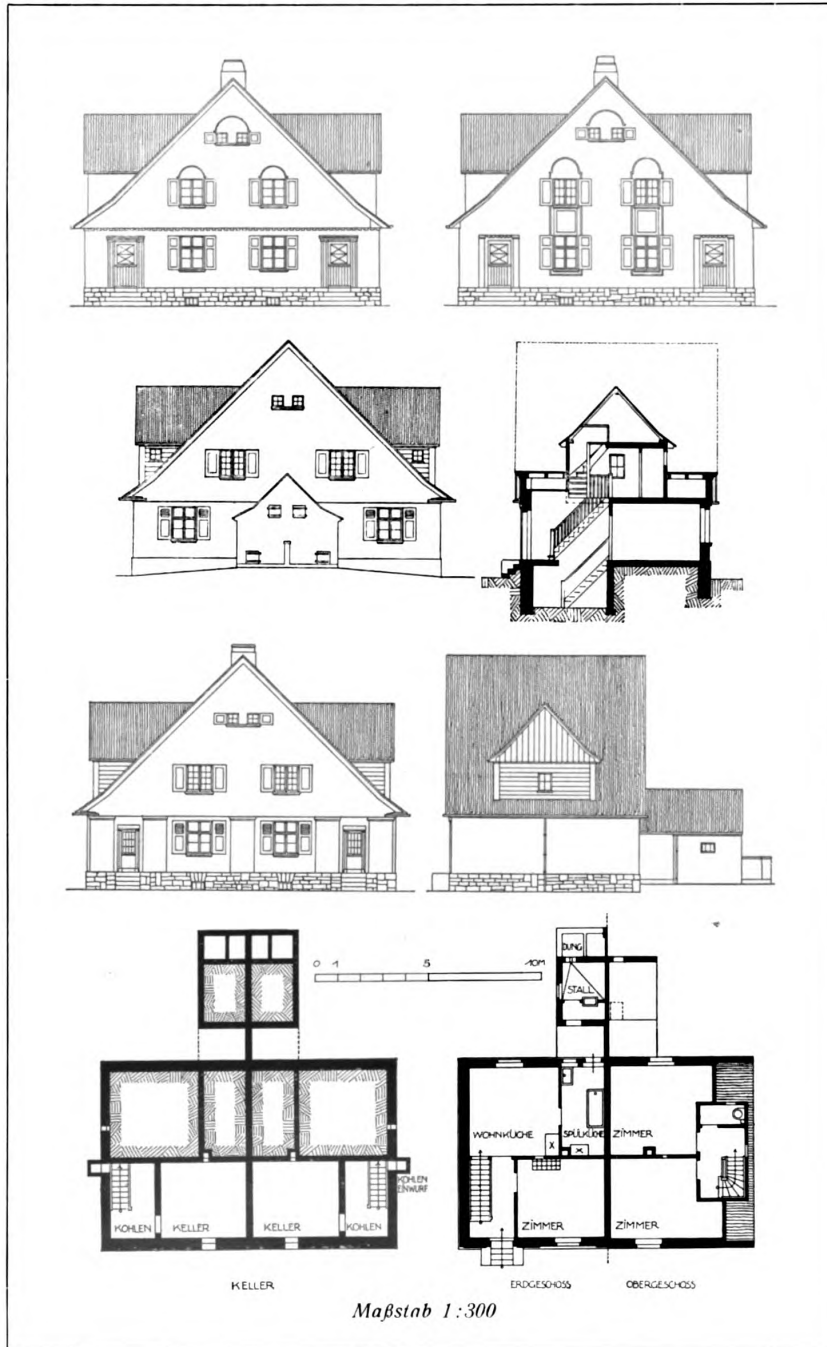 0 1 5 10M
DUNG
STALL
WOHNKÜCHE
SPÜLKÜCHE
ZIMMER
ZIMMER
ZIMMER
KOHLEN
KELLER
KELLER
KOHLEN
KOHLEN
EINWURF
KELLER
ERDGESCHOSS
OBERGESCHOSS
Maßstab 1:300